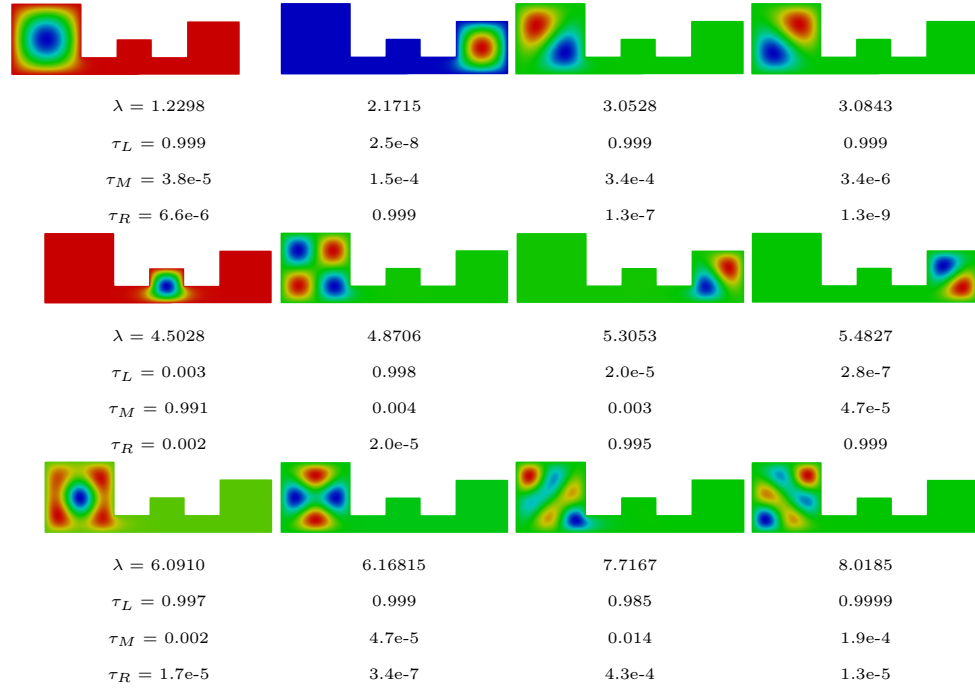 λ = 1.2298 2.1715 3.0528 3.0843
τ_L = 0.999 2.5e-8 0.999 0.999
τ_M = 3.8e-5 1.5e-4 3.4e-4 3.4e-6
τ_R = 6.6e-6 0.999 1.3e-7 1.3e-9
λ = 4.5028 4.8706 5.3053 5.4827
τ_L = 0.003 0.998 2.0e-5 2.8e-7
τ_M = 0.991 0.004 0.003 4.7e-5
τ_R = 0.002 2.0e-5 0.995 0.999
λ = 6.0910 6.16815 7.7167 8.0185
τ_L = 0.997 0.999 0.985 0.9999
τ_M = 0.002 4.7e-5 0.014 1.9e-4
τ_R = 1.7e-5 3.4e-7 4.3e-4 1.3e-5